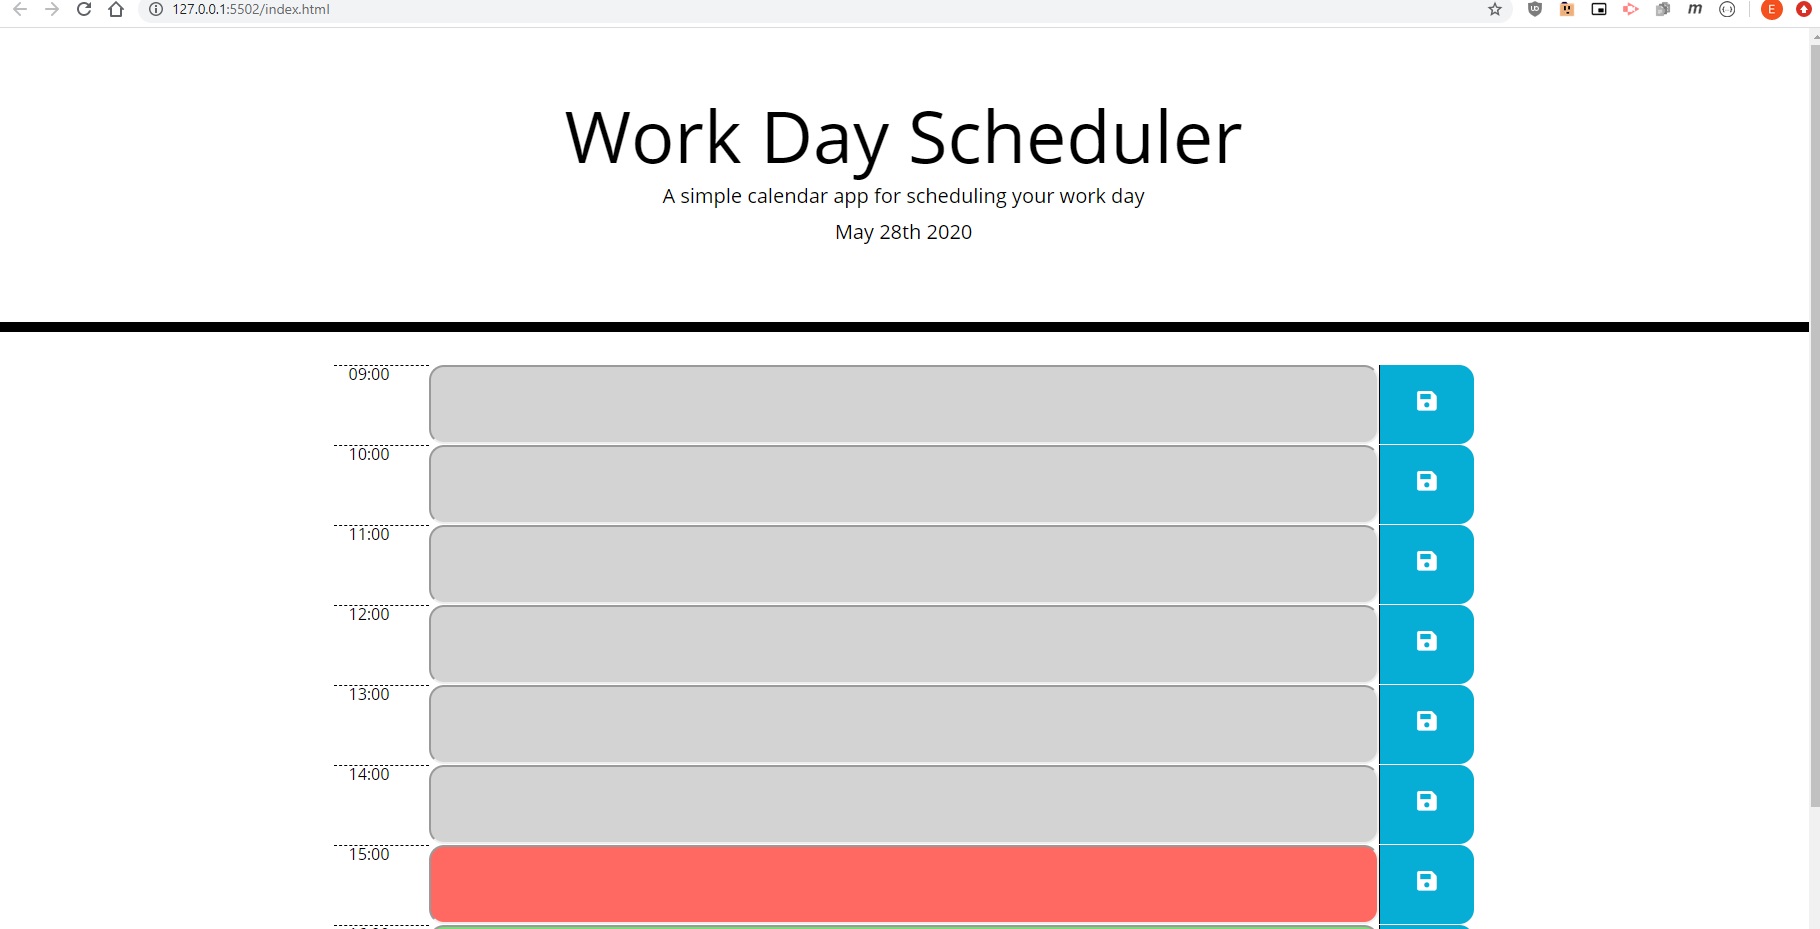 127.0.0.1:5502/index.html
m
E
Work Day Scheduler
A simple calendar app for scheduling your work day
May 28th 2020
09:00
10:00
11:00
12:00
13:00
14:00
15:00